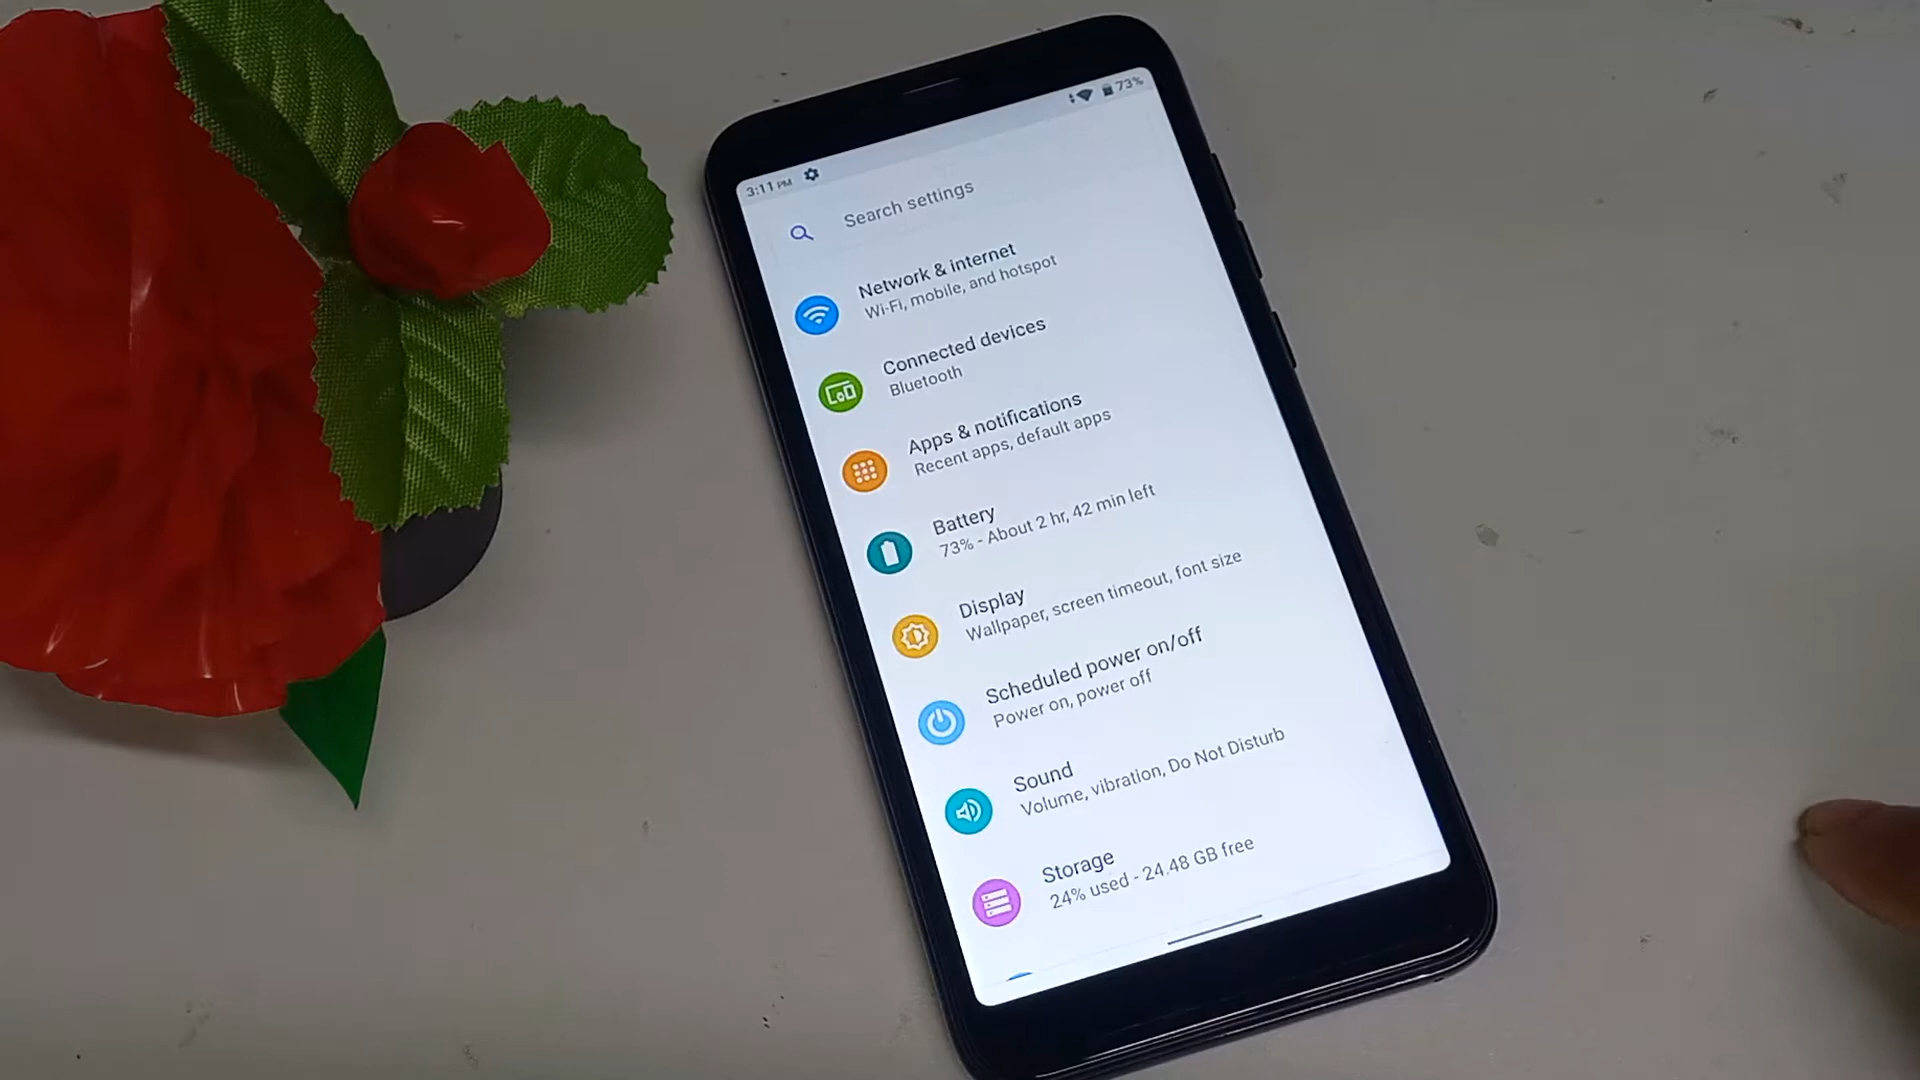 3:11 PM
73%
Search settings
Network & internet
Wi-Fi, mobile, and hotspot
Connected devices
Bluetooth
Apps & notifications
Recent apps, default apps
Battery
73% - About 2 hr, 42 min left
Display
Wallpaper, screen timeout, font size
Scheduled power on/off
Power on, power off
Sound
Volume, vibration, Do Not Disturb
Storage
24% used - 24.48 GB free